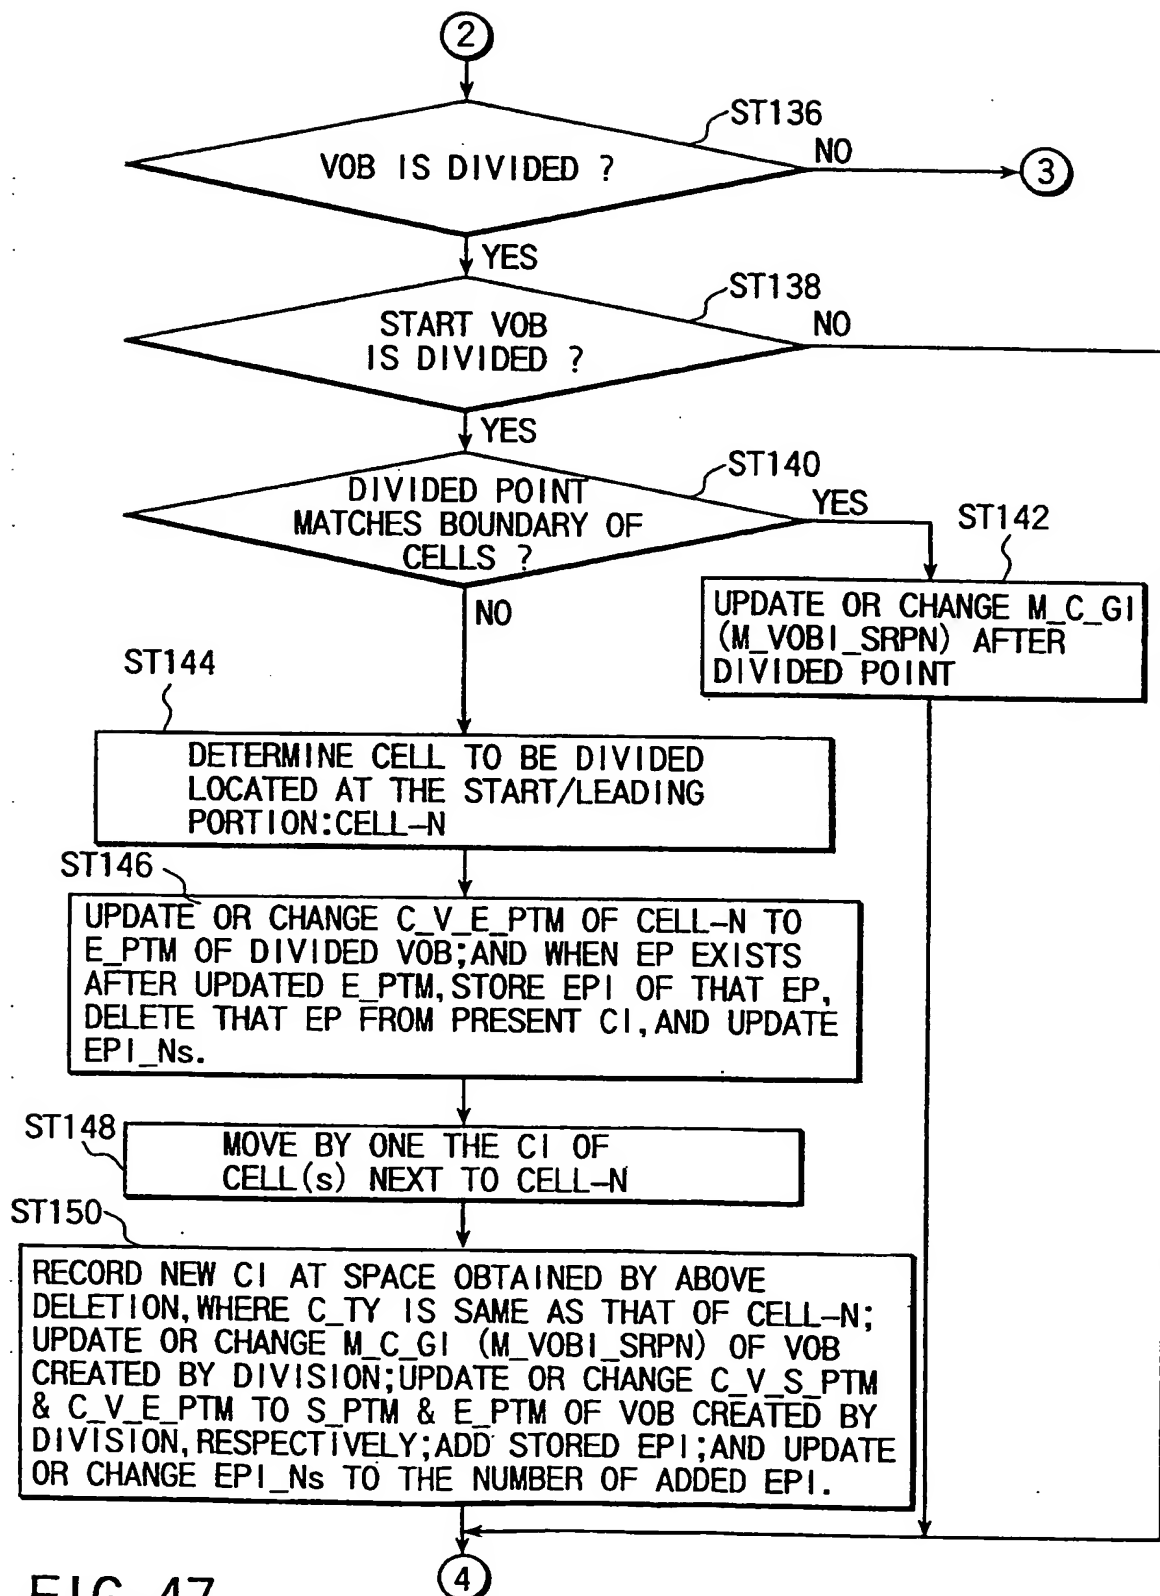 2
ST136
VOB IS DIVIDED ?
NO
3
YES
ST138
START VOB
IS DIVIDED ?
NO
YES
ST140
DIVIDED POINT
MATCHES BOUNDARY OF
CELLS ?
YES
ST142
NO
UPDATE OR CHANGE M_C_GI
(M_VOBI_SRPN) AFTER
DIVIDED POINT
ST144
DETERMINE CELL TO BE DIVIDED
LOCATED AT THE START/LEADING
PORTION:CELL-N
ST146
UPDATE OR CHANGE C_V_E_PTM OF CELL-N TO
E_PTM OF DIVIDED VOB;AND WHEN EP EXISTS
AFTER UPDATED E_PTM,STORE EPI OF THAT EP,
DELETE THAT EP FROM PRESENT CI,AND UPDATE
EPI_Ns.
ST148
MOVE BY ONE THE CI OF
CELL(s) NEXT TO CELL-N
ST150
RECORD NEW CI AT SPACE OBTAINED BY ABOVE
DELETION,WHERE C_TY IS SAME AS THAT OF CELL-N;
UPDATE OR CHANGE M_C_GI (M_VOBI_SRPN) OF VOB
CREATED BY DIVISION;UPDATE OR CHANGE C_V_S_PTM
& C_V_E_PTM TO S_PTM & E_PTM OF VOB CREATED BY
DIVISION,RESPECTIVELY;ADD STORED EPI;AND UPDATE
OR CHANGE EPI_Ns TO THE NUMBER OF ADDED EPI.
4
FIG. 47